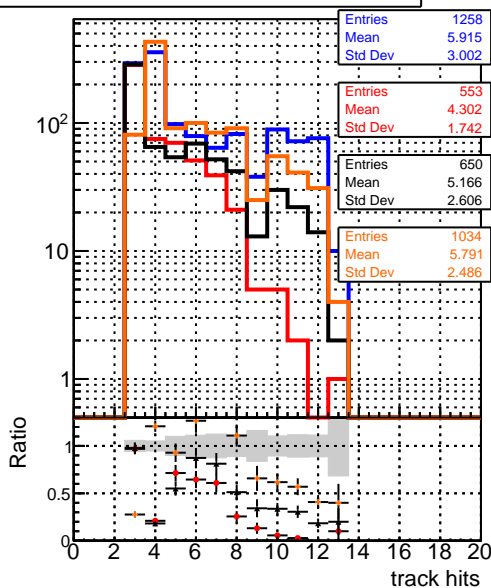 Entries 1258
Mean 5.915
Std Dev 3.002
Entries 553
Mean 4.302
Std Dev 1.742
Entries 650
Mean 5.166
Std Dev 2.606
Entries 1034
Mean 5.791
Std Dev 2.486
10²
10
1
Ratio
1
0.5
0
0 2 4 6 8 10 12 14 16 18 20
track hits